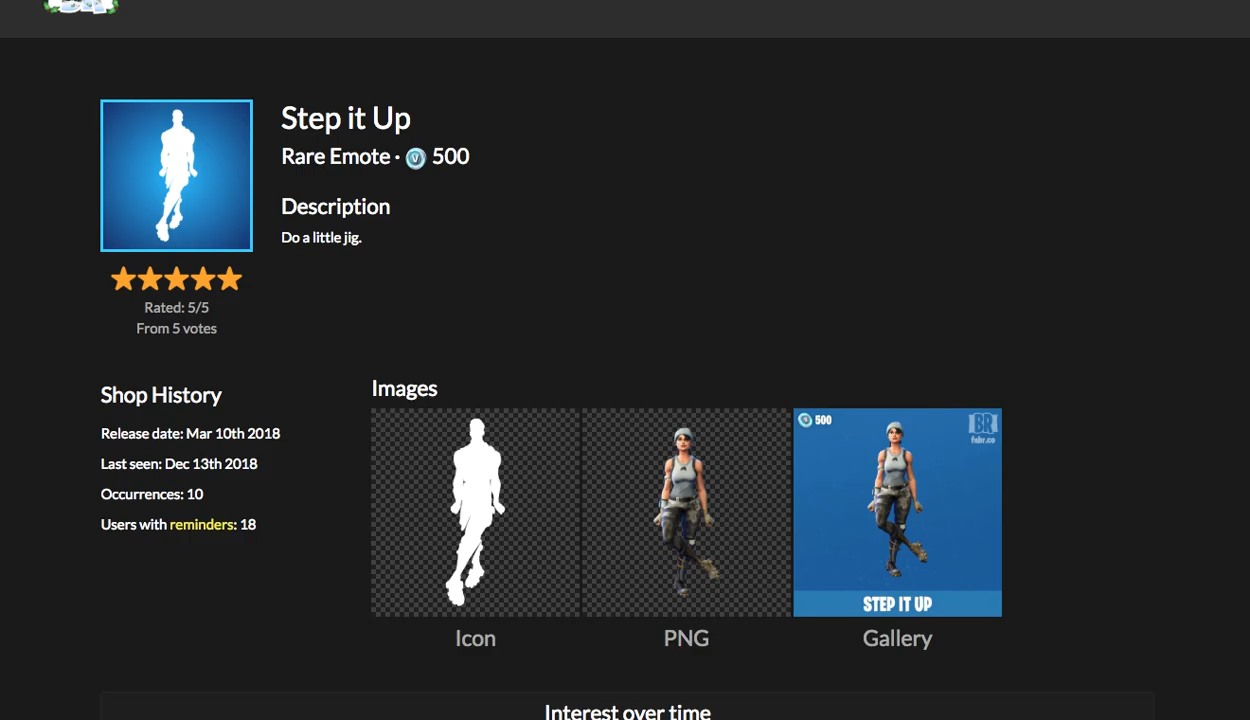 Step it Up
Rare Emote · 500
Description
Do a little jig.
Rated: 5/5
From 5 votes
Shop History
Release date: Mar 10th 2018
Last seen: Dec 13th 2018
Occurrences: 10
Users with reminders: 18
Images
500
BR
fnbr.co
STEP IT UP
Icon
PNG
Gallery
Interest over time